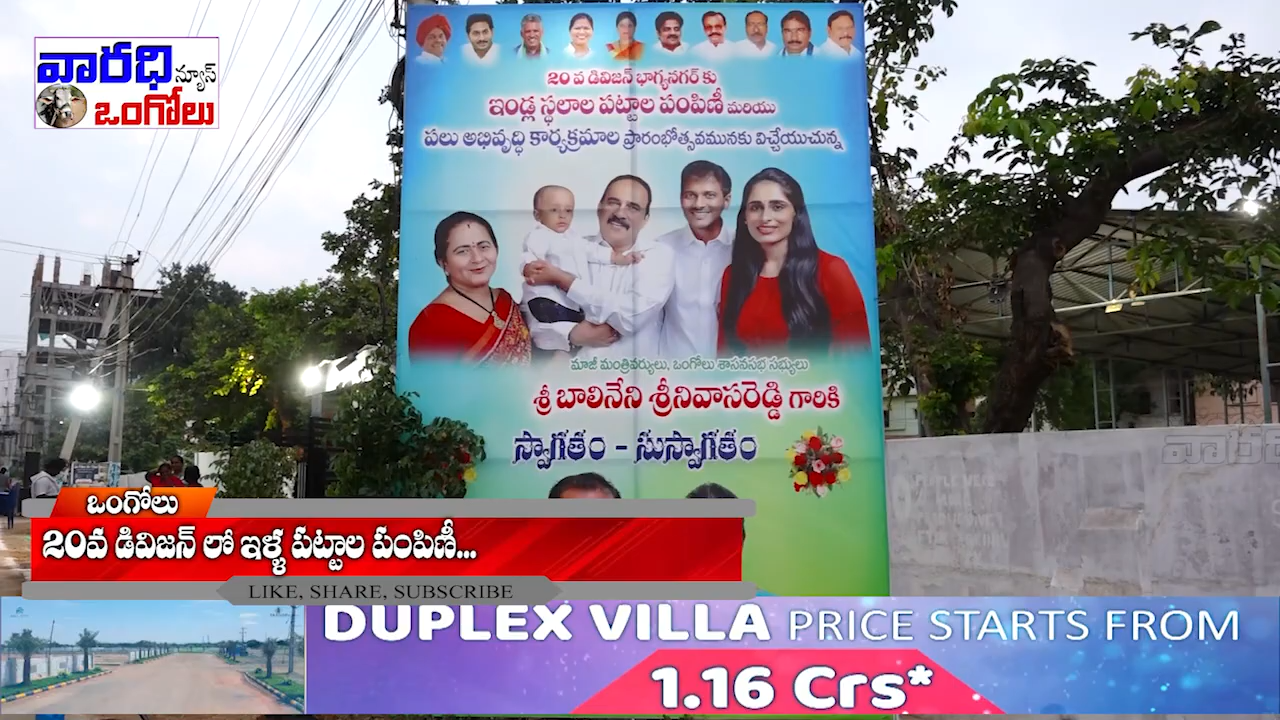 వారధి న్యూస్
ఒంగోలు
20 వ డివిజన్ భాగ్యనగర్ కు
ఇండ్ల స్థలాల పట్టాల పంపిణీ మరియు
పలు అభివృద్ధి కార్యక్రమాల ప్రారంభోత్సవమునకు విచ్చేయుచున్న
మాజీ మంత్రివర్యులు, ఒంగోలు శాసనసభ సభ్యులు
శ్రీ బాలినేని శ్రీనివాసరెడ్డి గారికి
స్వాగతం - సుస్వాగతం
ఒంగోలు
20వ డివిజన్ లో ఇళ్ళ పట్టాల పంపిణీ...
LIKE, SHARE, SUBSCRIBE
DUPLEX VILLA PRICE STARTS FROM
1.16 Crs*